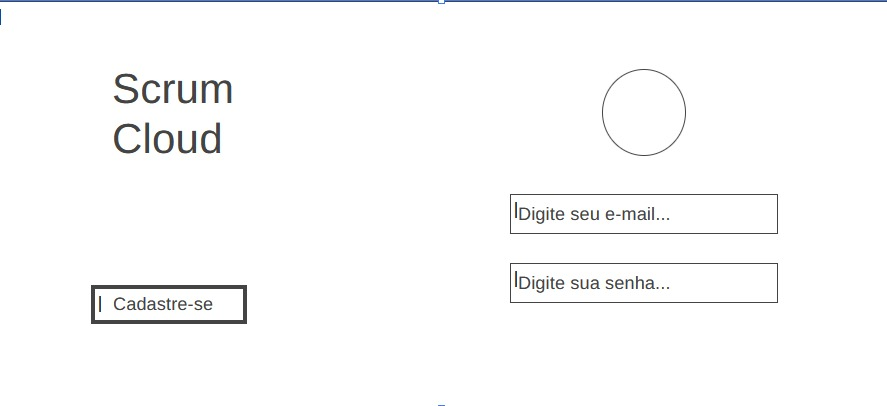 Scrum
Cloud
Digite seu e-mail...
Digite sua senha...
Cadastre-se